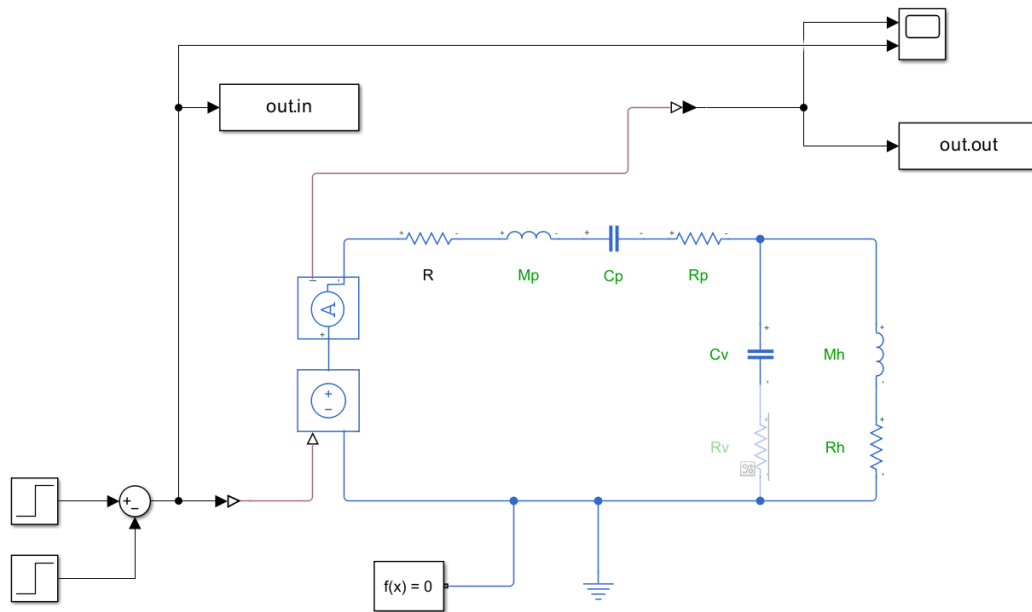 out.in
out.out
R
Mp
Cp
Rp
A
Cv
Mh
Rv
Rh
f(x) = 0